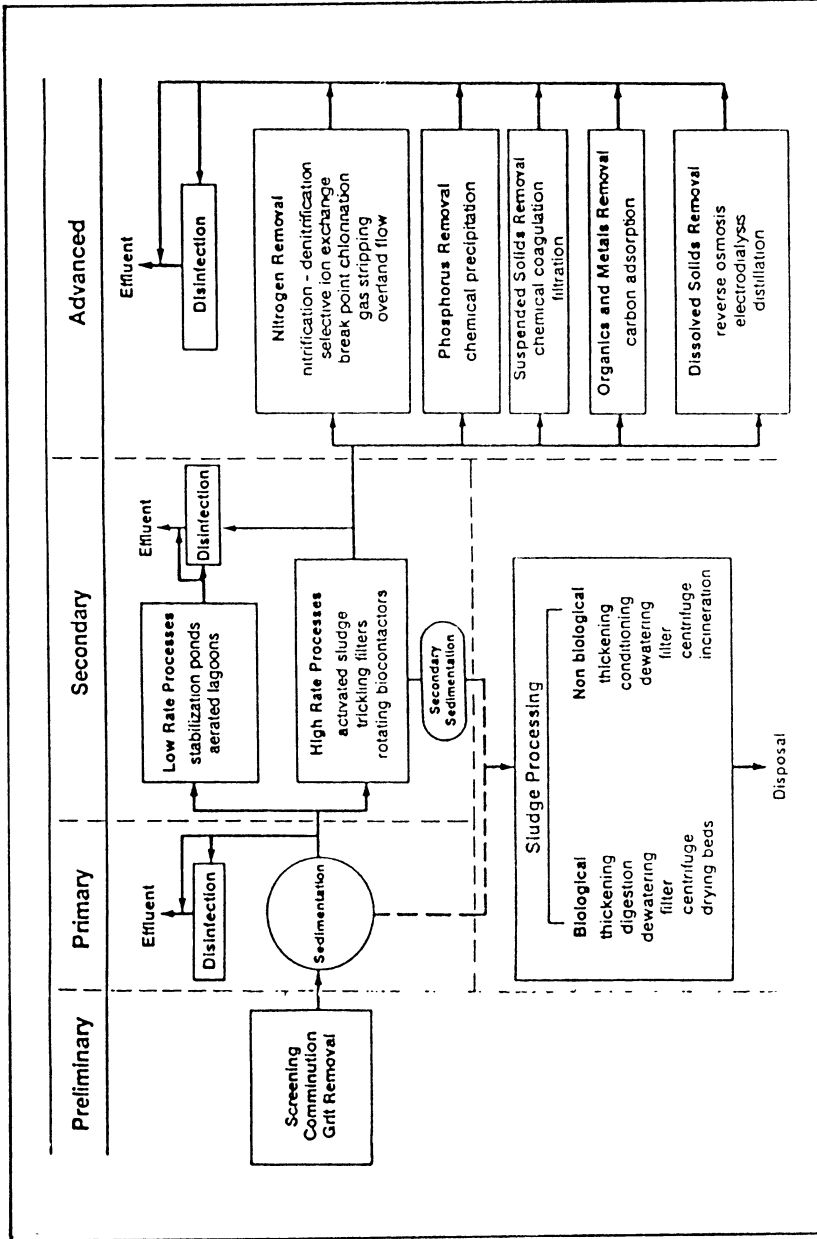 Preliminary
Primary
Secondary
Advanced
Screening
Comminution
Grit Removal
Effluent
Disinfection
Sedimentation
Low Rate Processes
stabilization ponds
aerated lagoons
Effluent
Disinfection
High Rate Processes
activated sludge
trickling filters
rotating biocontactors
Secondary
Sedimentation
Effluent
Disinfection
Nitrogen Removal
nitrification - denitrification
selective ion exchange
break point chlonnation
gas stripping
overland flow
Phosphorus Removal
chemical precipitation
Suspended Solids Removal
chemical coagulation
filtration
Organics and Metals Removal
carbon adsorption
Dissolved Solids Removal
reverse osmosis
electrodialysis
distillation
Sludge Processing
Biological
thickening
digestion
dewatering
filter
centrifuge
drying beds
Non biological
thickening
conditioning
dewatering
filter
centrifuge
incineration
Disposal